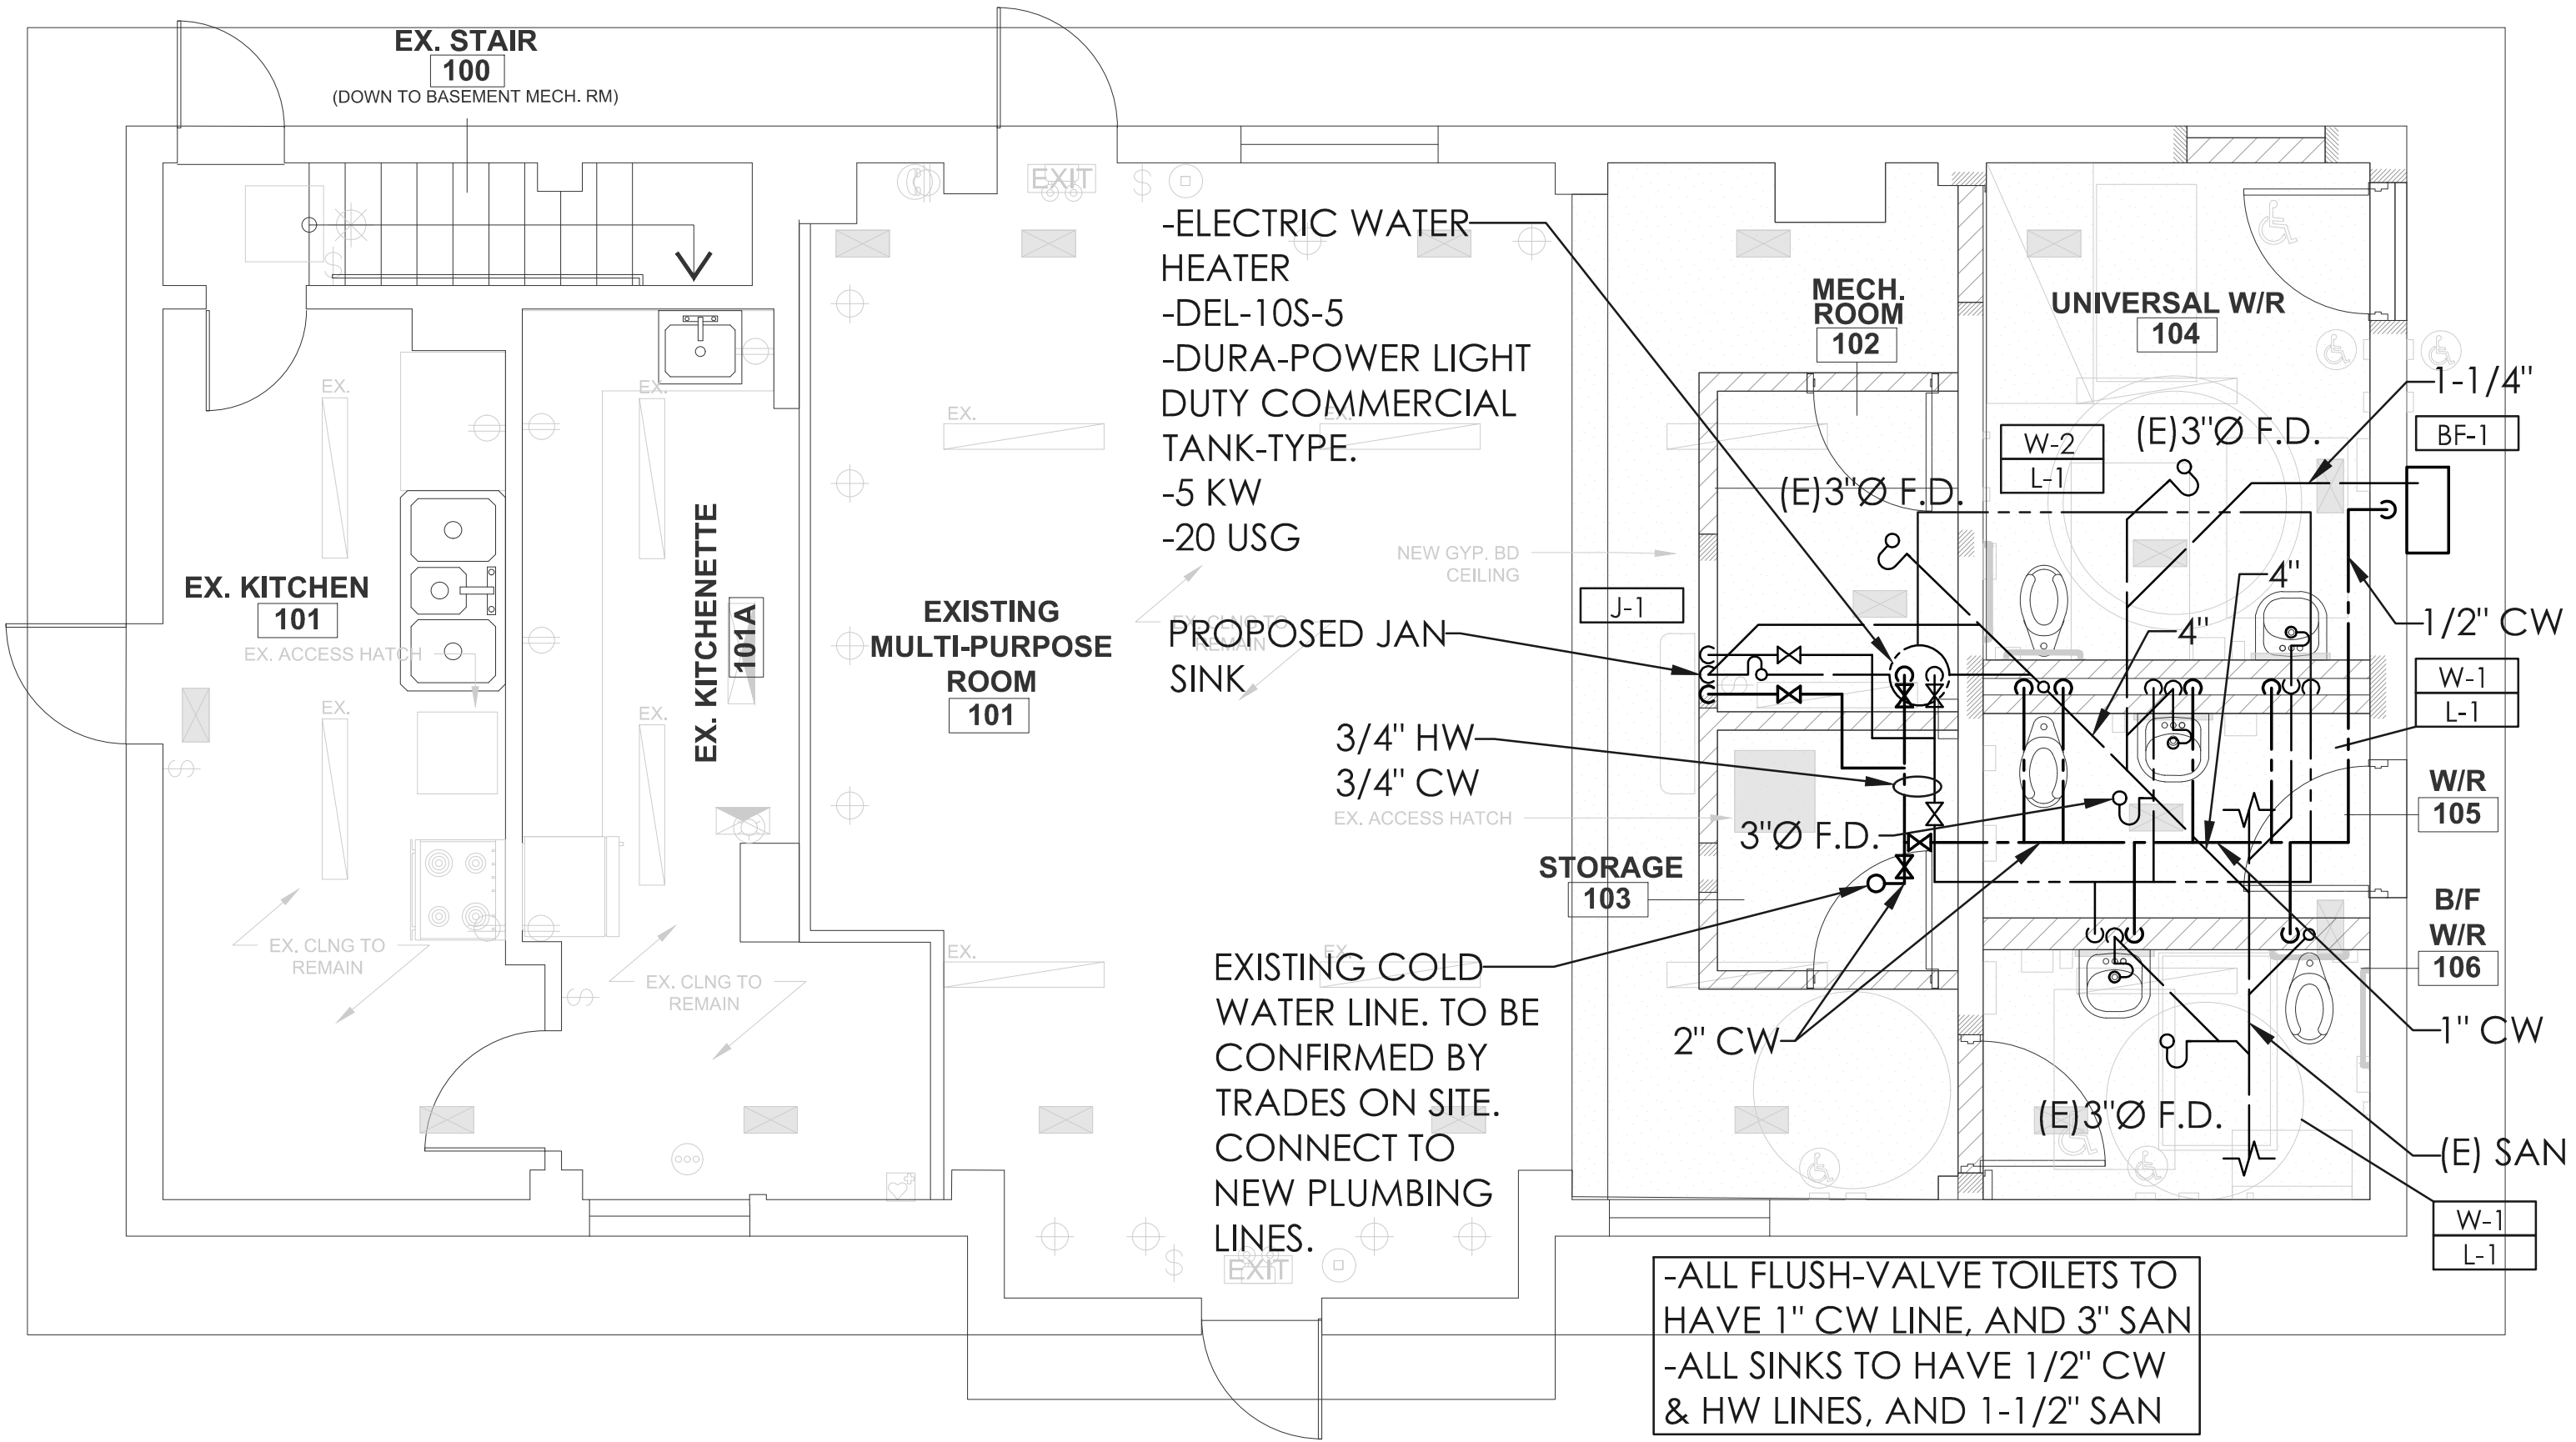 EX. STAIR
100
(DOWN TO BASEMENT MECH. RM)
EXIT
$
$
-ELECTRIC WATER
HEATER
-DEL-10S-5
-DURA-POWER LIGHT
DUTY COMMERCIAL
TANK-TYPE.
-5 KW
-20 USG
MECH.
ROOM
102
UNIVERSAL W/R
104
1-1/4"
BF-1
W-2
L-1
(E)3"Ø F.D.
(E)3"Ø F.D.
EX.
EX.
EX.
EX.
NEW GYP. BD
CEILING
EX. KITCHEN
101
EX. ACCESS HATCH
EX. KITCHENETTE
101A
EXISTING
MULTI-PURPOSE
ROOM
101
EX. CLNG TO
REMAIN
J-1
PROPOSED JAN
SINK
4"
4"
1/2" CW
W-1
L-1
EX.
EX.
3/4" HW
3/4" CW
EX. ACCESS HATCH
3"Ø F.D.
W/R
105
STORAGE
103
B/F
W/R
106
EX. CLNG TO
REMAIN
EX. CLNG TO
REMAIN
EX.
EX.
EXISTING COLD
WATER LINE. TO BE
CONFIRMED BY
TRADES ON SITE.
CONNECT TO
NEW PLUMBING
LINES.
2" CW
1" CW
(E)3"Ø F.D.
(E) SAN
W-1
L-1
$
EXIT
-ALL FLUSH-VALVE TOILETS TO
HAVE 1" CW LINE, AND 3" SAN
-ALL SINKS TO HAVE 1/2" CW
& HW LINES, AND 1-1/2" SAN